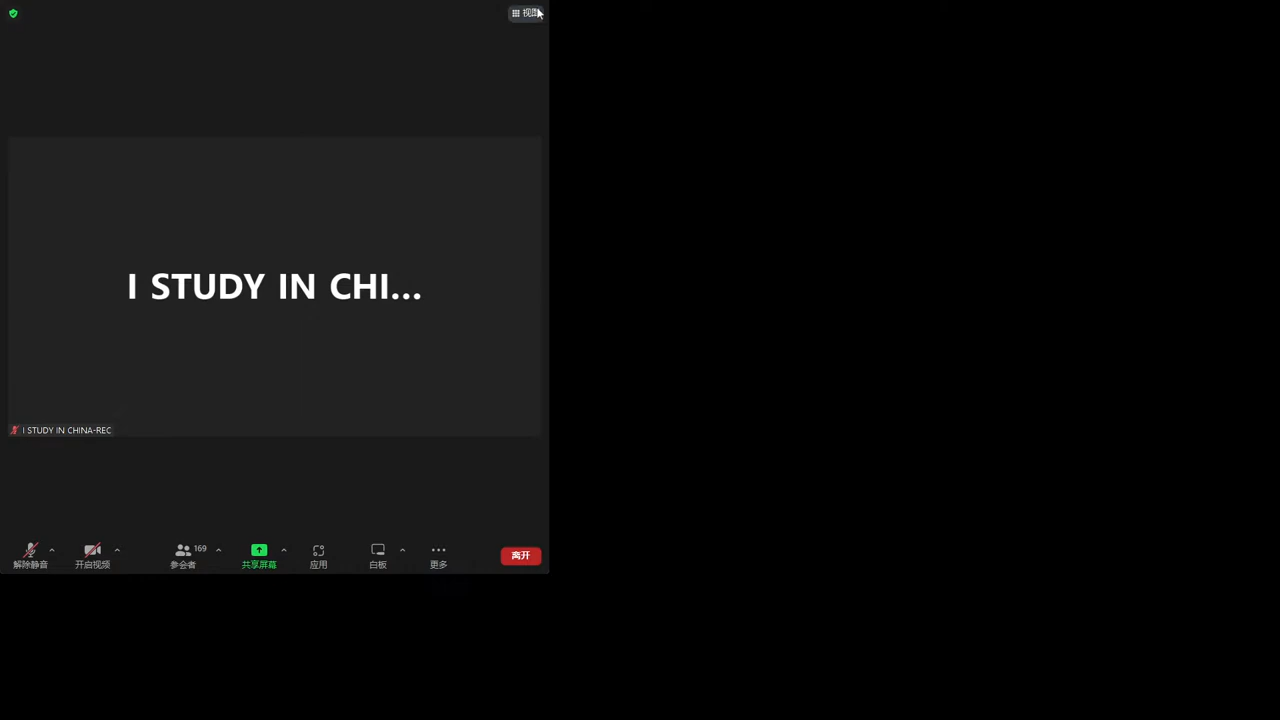 视图
I STUDY IN CHI...
I STUDY IN CHINA-REC
解除静音
开启视频
169
参会者
共享屏幕
应用
白板
更多
离开